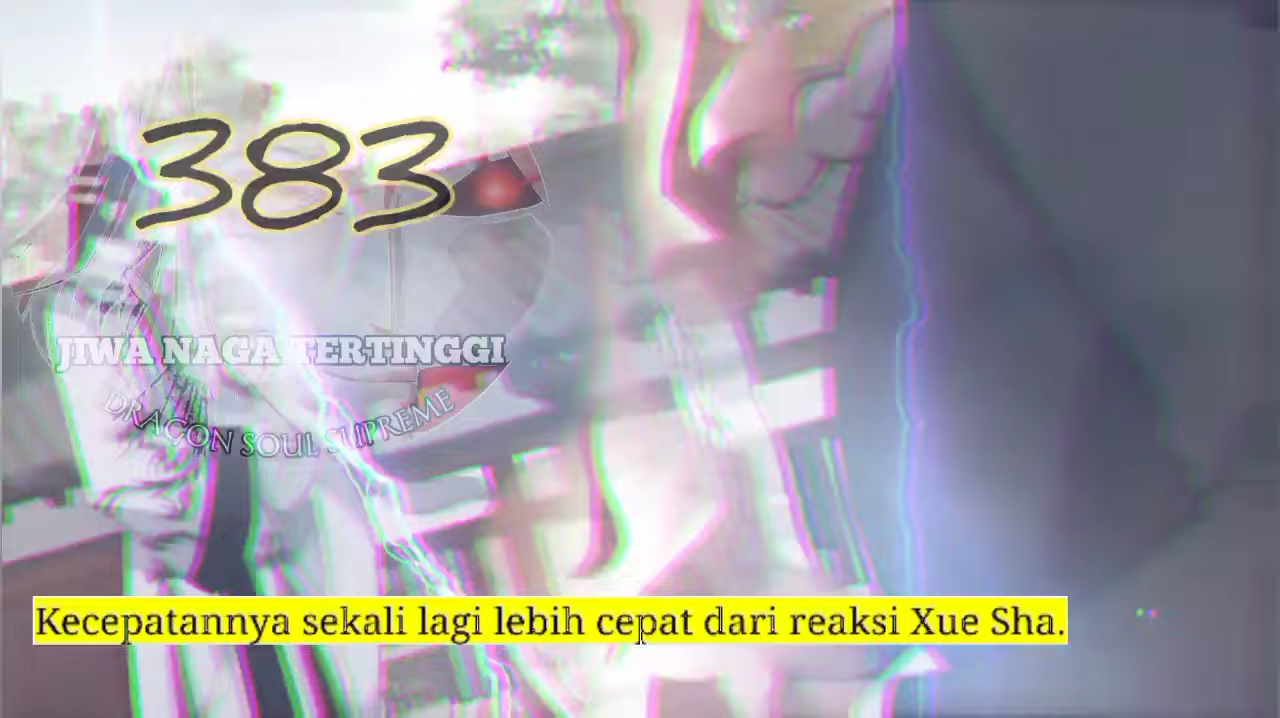 383
JIWA NAGA TERTINGGI
DRAGON SOUL SUPREME
Kecepatannya sekali lagi lebih cepat dari reaksi Xue Sha.